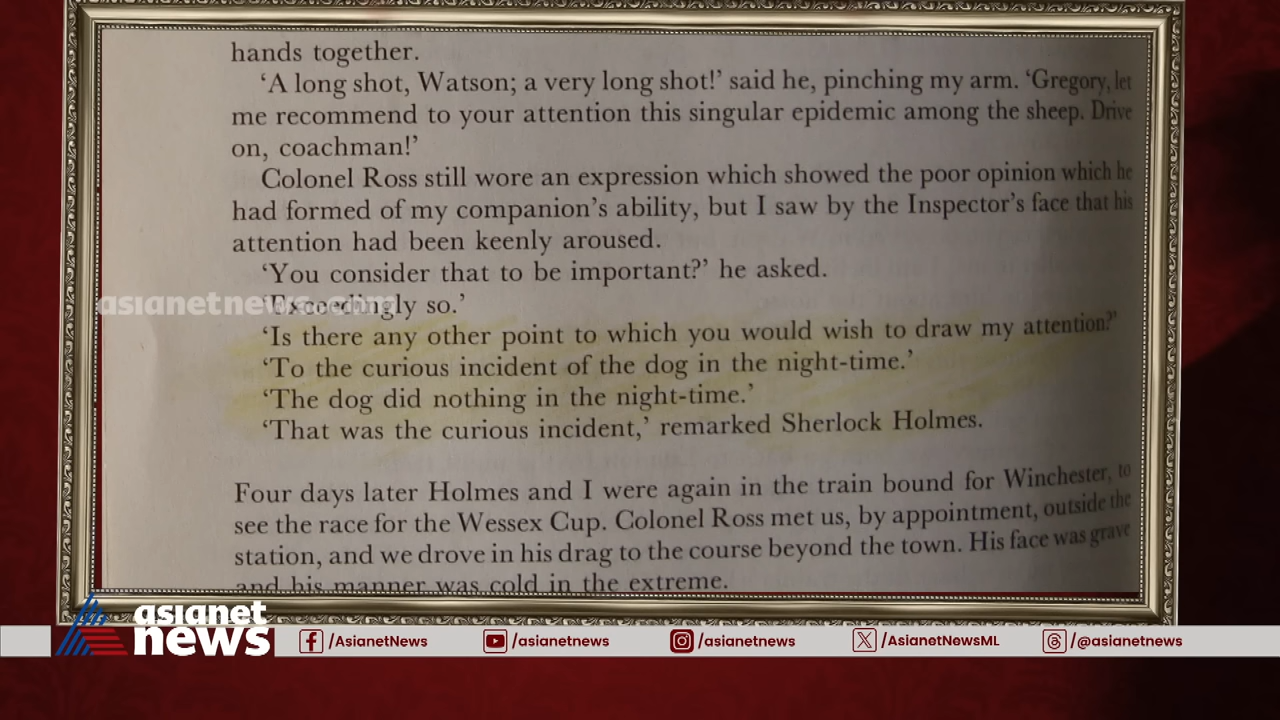 hands together.
‘A long shot, Watson; a very long shot!’ said he, pinching my arm. ‘Gregory, let
me recommend to your attention this singular epidemic among the sheep. Drive
on, coachman!’
Colonel Ross still wore an expression which showed the poor opinion which he
had formed of my companion’s ability, but I saw by the Inspector’s face that his
attention had been keenly aroused.
‘You consider that to be important?’ he asked.
asianetnews.com
‘Exceedingly so.’
‘Is there any other point to which you would wish to draw my attention?’
‘To the curious incident of the dog in the night-time.’
‘The dog did nothing in the night-time.’
‘That was the curious incident,’ remarked Sherlock Holmes.
Four days later Holmes and I were again in the train bound for Winchester, to
see the race for the Wessex Cup. Colonel Ross met us, by appointment, outside the
station, and we drove in his drag to the course beyond the town. His face was grave
and his manner was cold in the extreme.
asianet
news
/AsianetNews
/asianetnews
/asianetnews
/AsianetNewsML
/@asianetnews